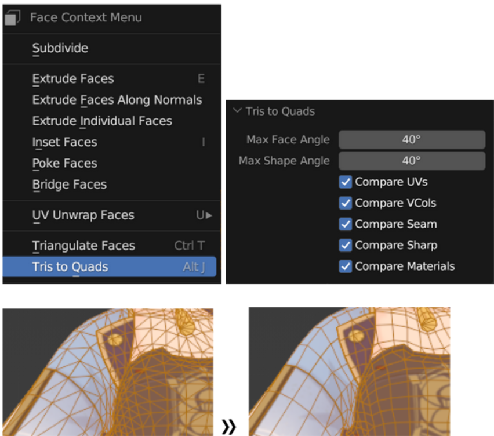 Face Context Menu
Subdivide
Extrude Faces E
Extrude Faces Along Normals
Extrude Individual Faces
Inset Faces I
Poke Faces
Bridge Faces
UV Unwrap Faces U▸
Triangulate Faces Ctrl T
Tris to Quads Alt J
Tris to Quads
Max Face Angle 40°
Max Shape Angle 40°
Compare UVs
Compare VCols
Compare Seam
Compare Sharp
Compare Materials
»